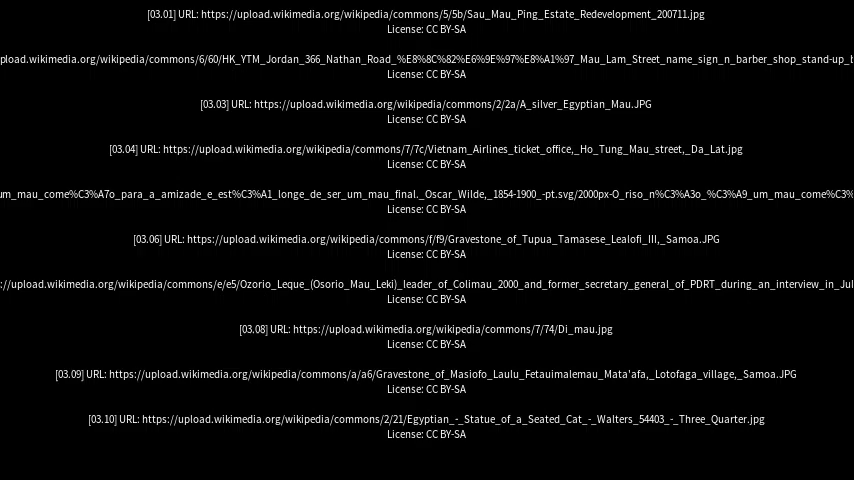 [03.01] URL: https://upload.wikimedia.org/wikipedia/commons/5/5b/Sau_Mau_Ping_Estate_Redevelopment_200711.jpg
License: CC BY-SA
pload.wikimedia.org/wikipedia/commons/6/60/HK_YTM_Jordan_366_Nathan_Road_%E8%8C%82%E6%9E%97%E8%A1%97_Mau_Lam_Street_name_sign_n_barber_shop_stand-up_b
License: CC BY-SA
[03.03] URL: https://upload.wikimedia.org/wikipedia/commons/2/2a/A_silver_Egyptian_Mau.JPG
License: CC BY-SA
[03.04] URL: https://upload.wikimedia.org/wikipedia/commons/7/7c/Vietnam_Airlines_ticket_office,_Ho_Tung_Mau_street,_Da_Lat.jpg
License: CC BY-SA
um_mau_come%C3%A7o_para_a_amizade_e_est%C3%A1_longe_de_ser_um_mau_final._Oscar_Wilde,_1854-1900_-pt.svg/2000px-O_riso_n%C3%A3o_%C3%A9_um_mau_come%C3%
License: CC BY-SA
[03.06] URL: https://upload.wikimedia.org/wikipedia/commons/f/f9/Gravestone_of_Tupua_Tamasese_Lealofi_III,_Samoa.JPG
License: CC BY-SA
://upload.wikimedia.org/wikipedia/commons/e/e5/Ozorio_Leque_(Osorio_Mau_Leki)_leader_of_Colimau_2000_and_former_secretary_general_of_PDRT_during_an_interview_in_Jul
License: CC BY-SA
[03.08] URL: https://upload.wikimedia.org/wikipedia/commons/7/74/Di_mau.jpg
License: CC BY-SA
[03.09] URL: https://upload.wikimedia.org/wikipedia/commons/a/a6/Gravestone_of_Masiofo_Laulu_Fetauimalemau_Mata'afa,_Lotofaga_village,_Samoa.JPG
License: CC BY-SA
[03.10] URL: https://upload.wikimedia.org/wikipedia/commons/2/21/Egyptian_-_Statue_of_a_Seated_Cat_-_Walters_54403_-_Three_Quarter.jpg
License: CC BY-SA